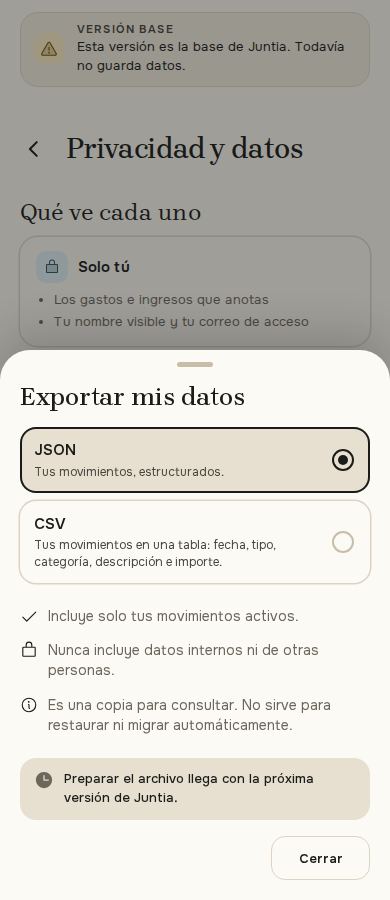 VERSIÓN BASE
Esta versión es la base de Juntia. Todavía
no guarda datos.
Privacidad y datos
Qué ve cada uno
Solo tú
• Los gastos e ingresos que anotas
• Tu nombre visible y tu correo de acceso
Exportar mis datos
JSON
Tus movimientos, estructurados.
CSV
Tus movimientos en una tabla: fecha, tipo,
categoría, descripción e importe.
Incluye solo tus movimientos activos.
Nunca incluye datos internos ni de otras
personas.
Es una copia para consultar. No sirve para
restaurar ni migrar automáticamente.
Preparar el archivo llega con la próxima
versión de Juntia.
Cerrar